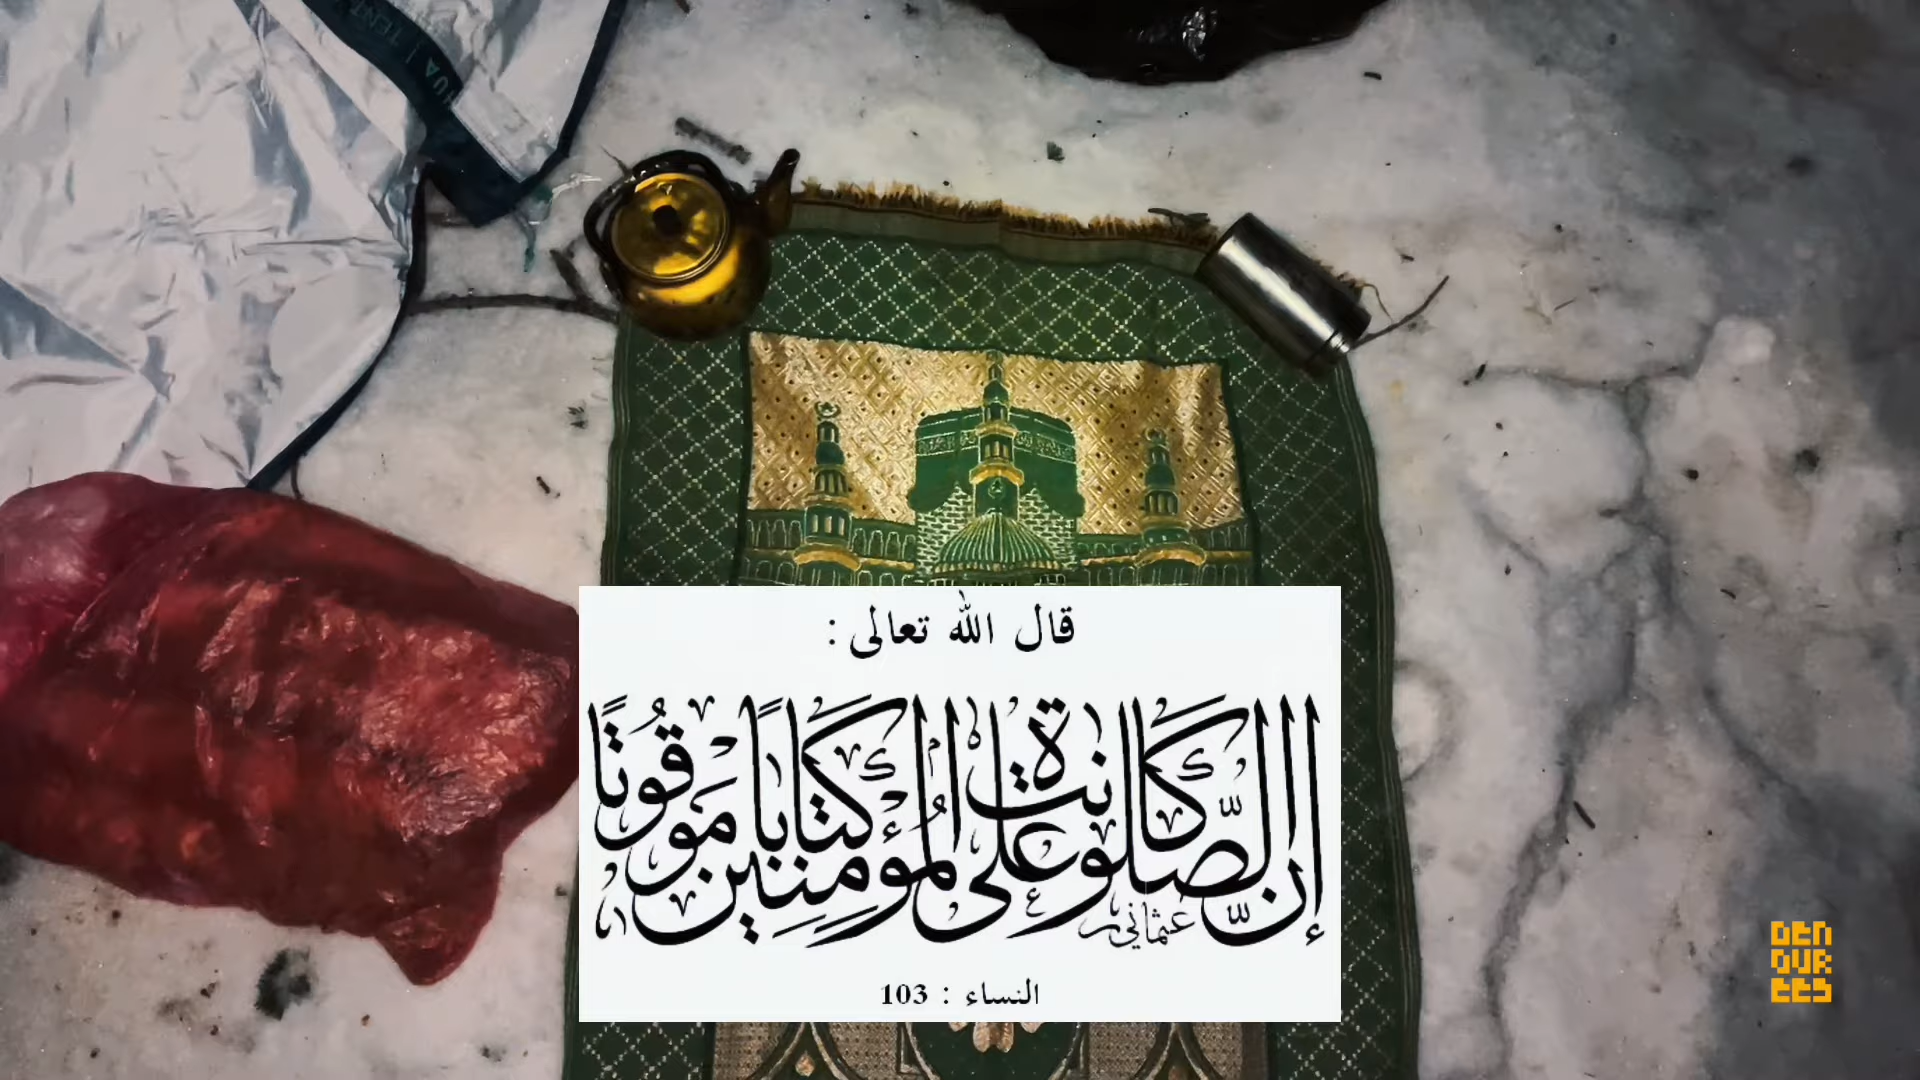 قال الله تعالى :
إن الصلوة كانت على المؤمنين كتابا موقوتا
عثماني
النساء : 103